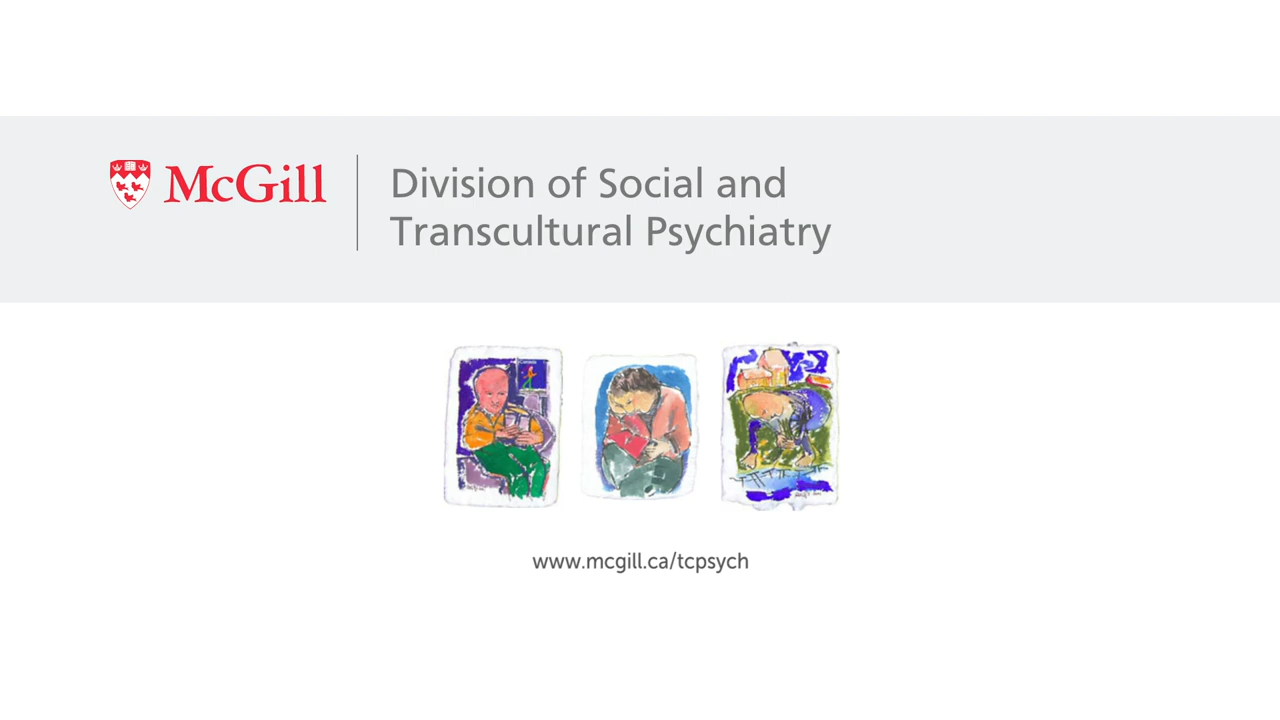 McGill
Division of Social and
Transcultural Psychiatry
www.mcgill.ca/tcpsych